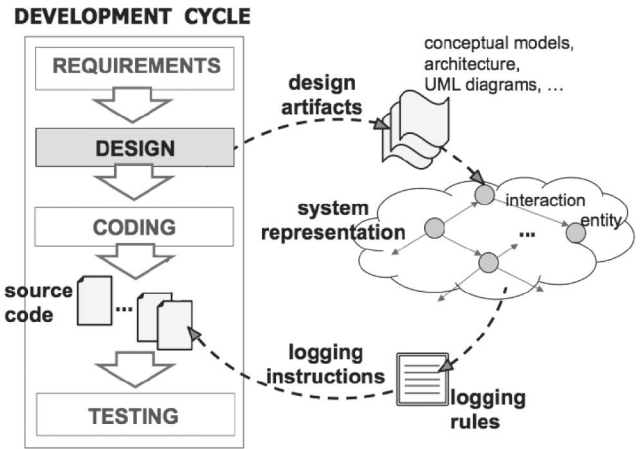 DEVELOPMENT CYCLE
REQUIREMENTS
DESIGN
CODING
source
code
...
TESTING
design
artifacts
conceptual models,
architecture,
UML diagrams, ...
system
representation
interaction
entity
...
logging
instructions
logging
rules